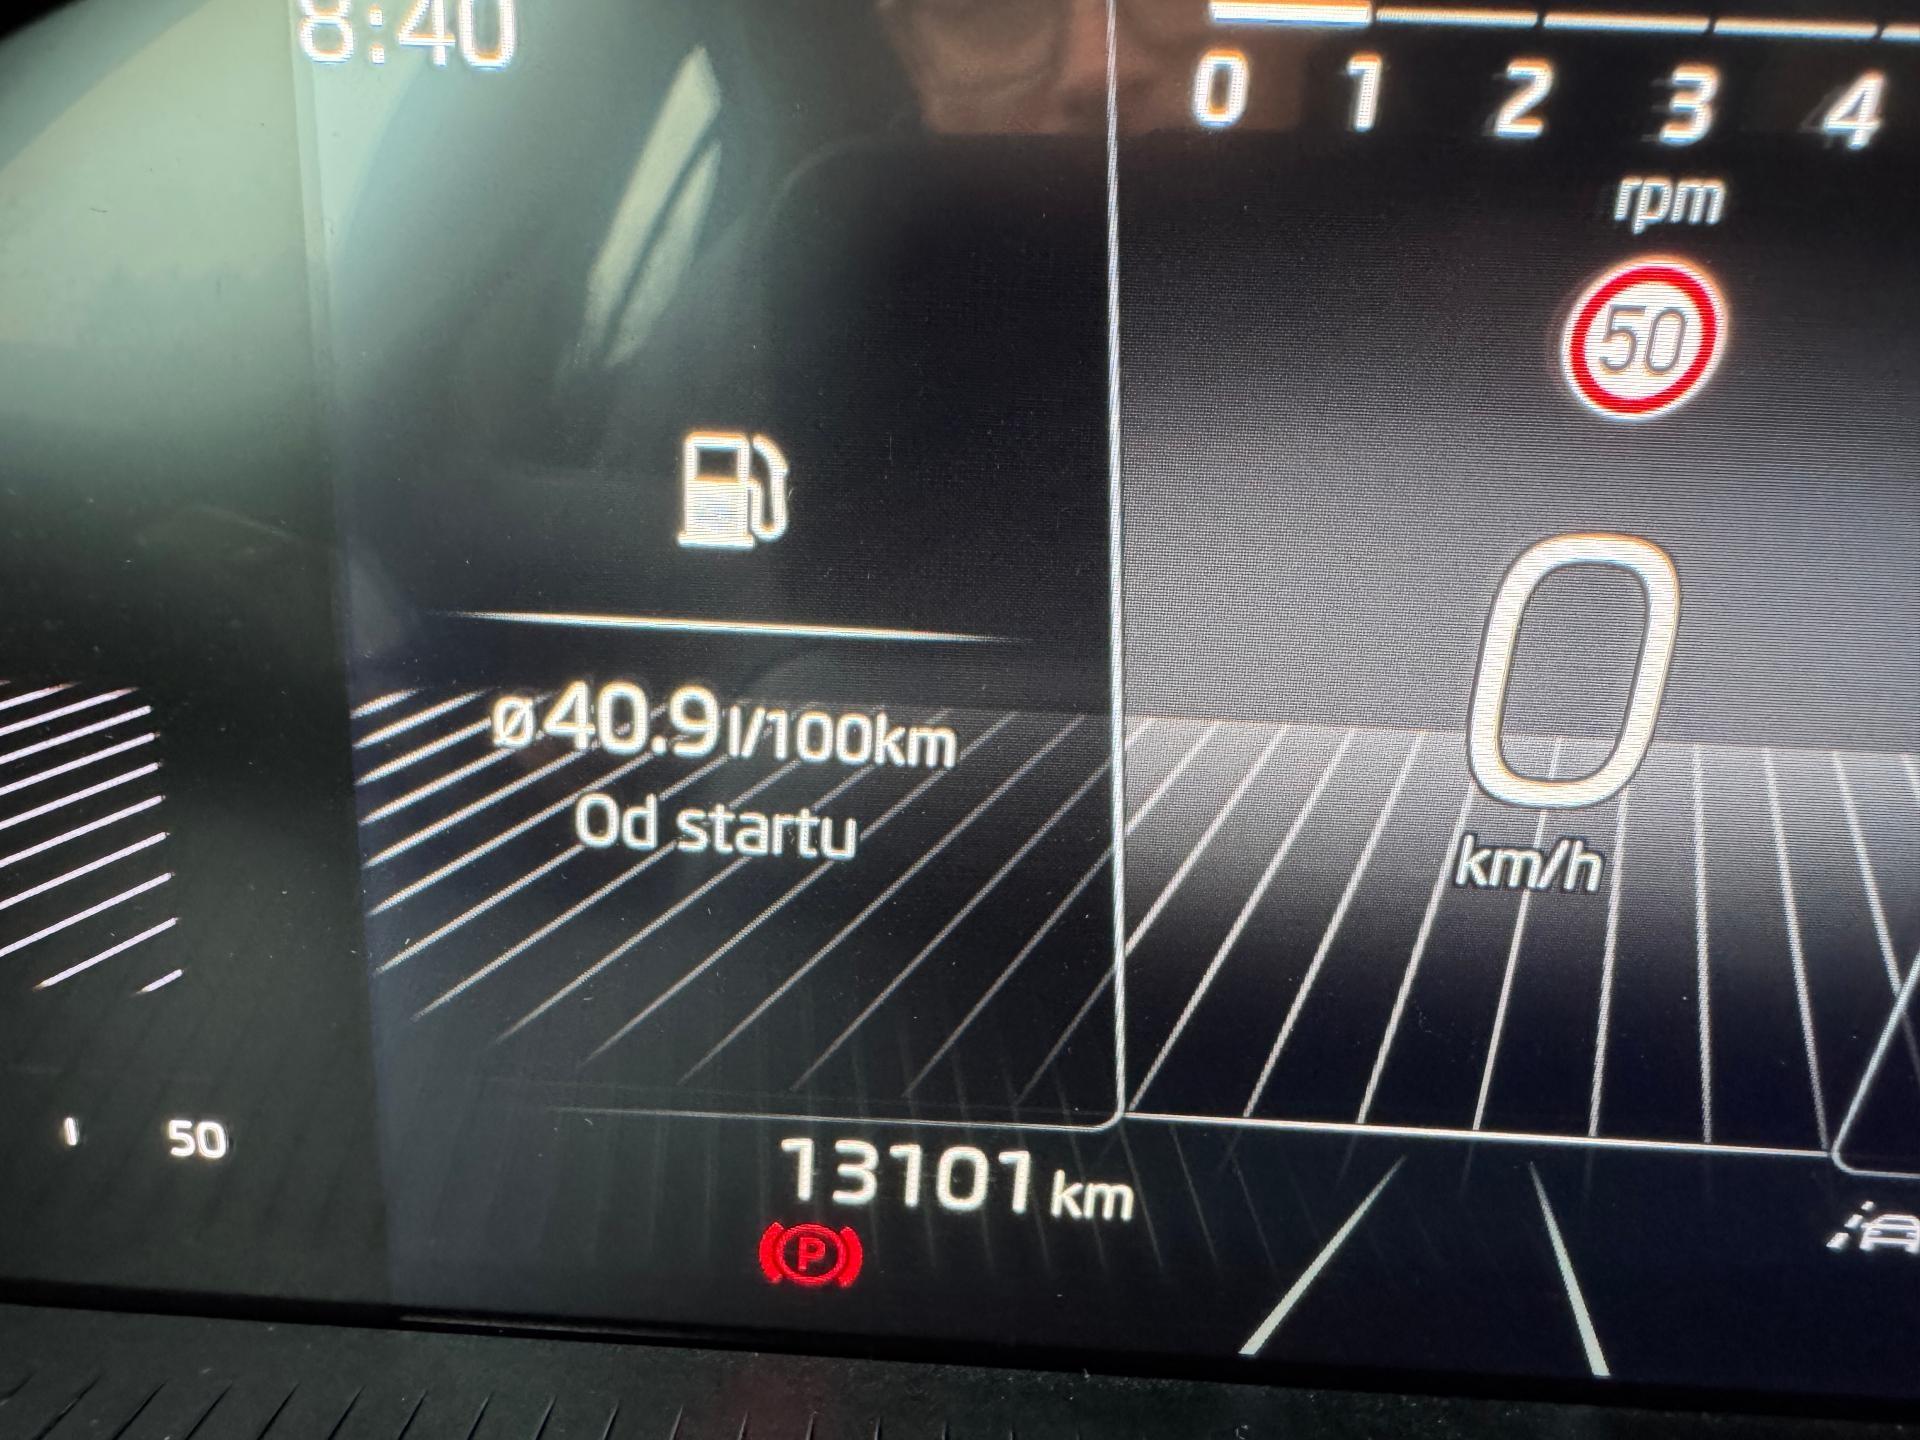 8:40
0 1 2 3 4
rpm
50
ø40.9 l/100km
Od startu
0
km/h
50
13101 km
P